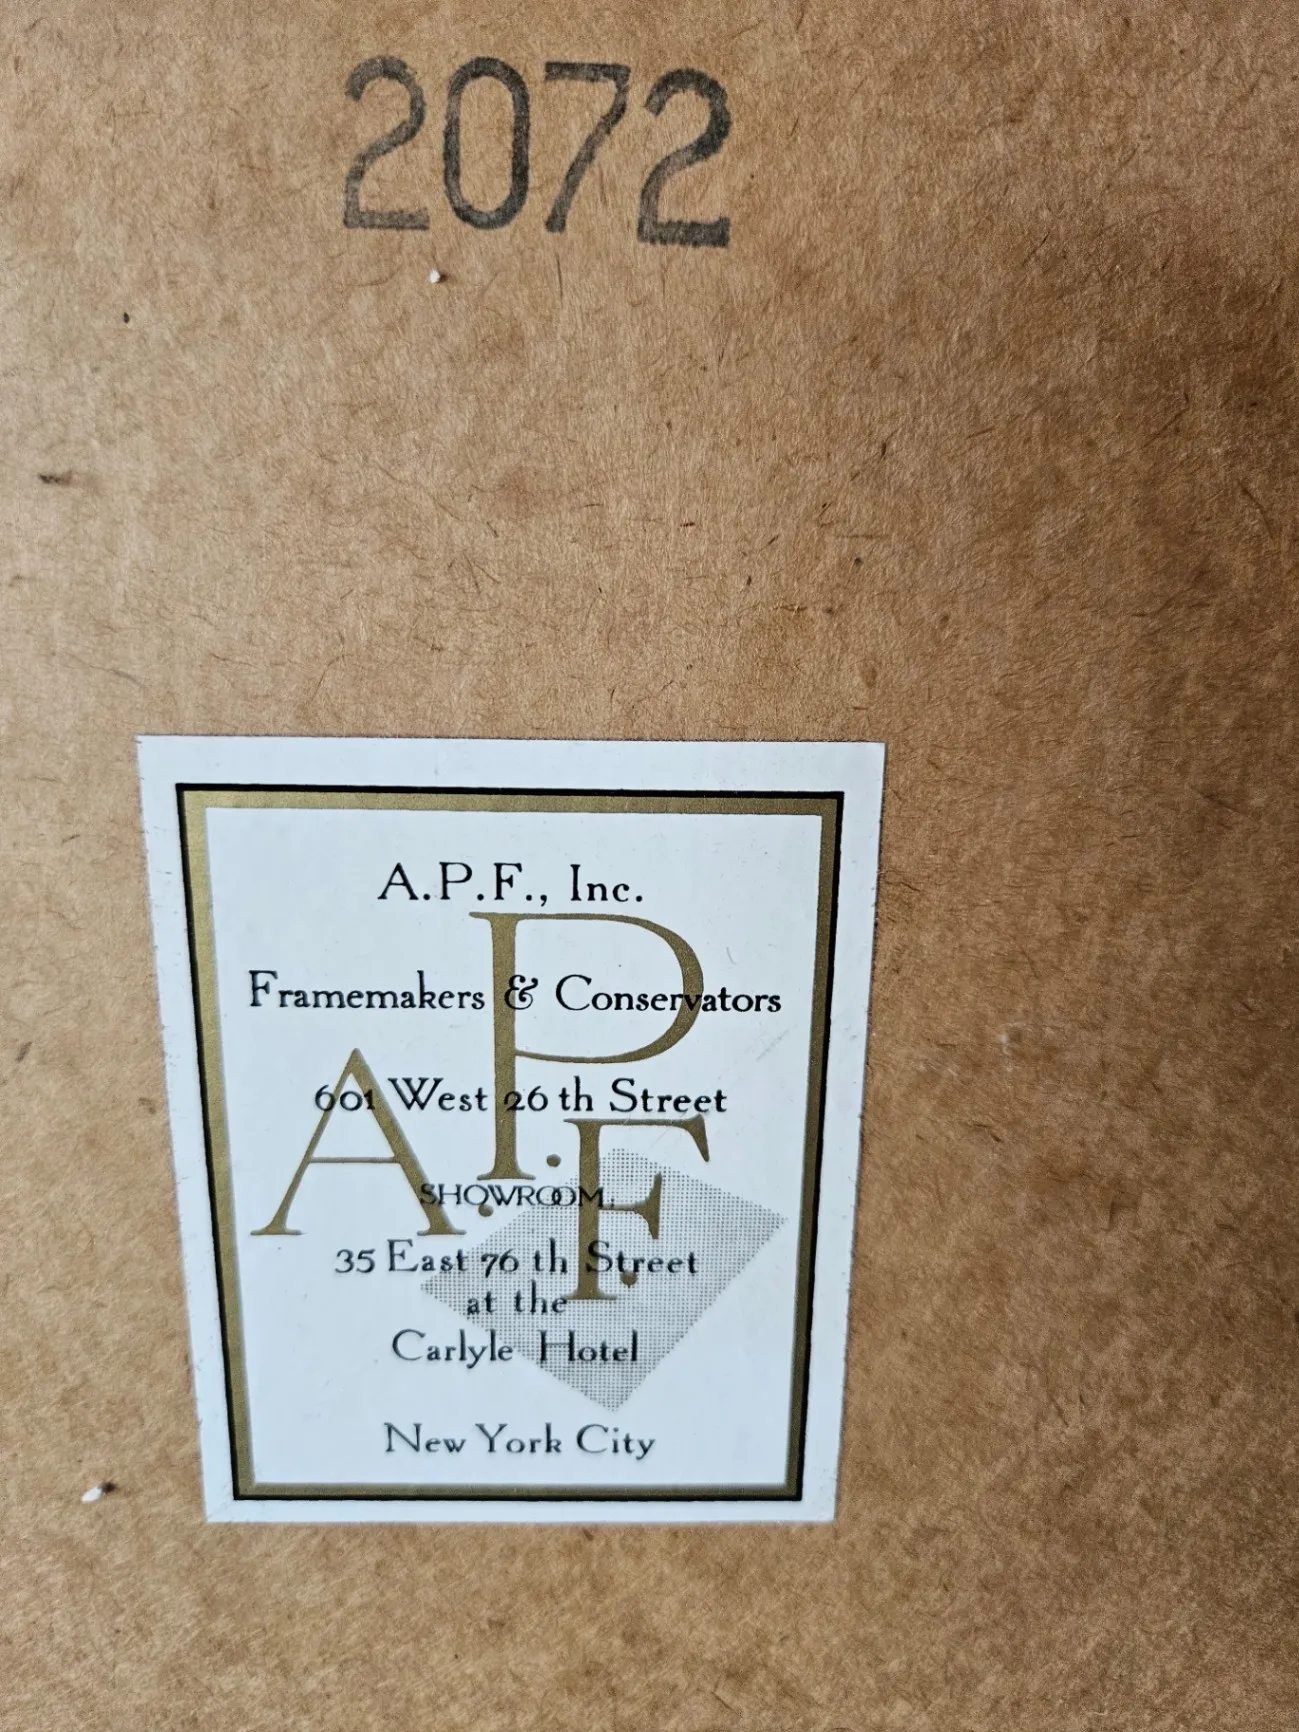 2072
A.P.F., Inc.
Framemakers & Conservators
601 West 26 th Street
SHOWROOM:
35 East 76 th Street
at the
Carlyle Hotel
New York City
A.P.F.